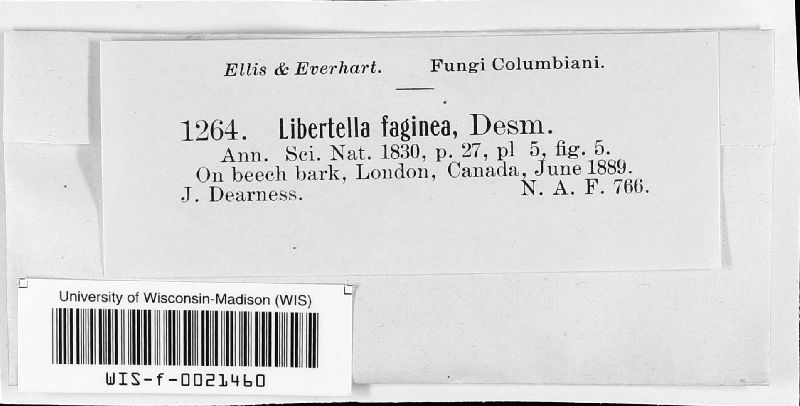 Ellis & Everhart. Fungi Columbiani.
1264. Libertella faginea, Desm.
Ann. Sci. Nat. 1830, p. 27, pl 5, fig. 5.
On beech bark, London, Canada, June 1889.
J. Dearness. N. A. F. 766.
University of Wisconsin-Madison (WIS)
WIS-f-0021460